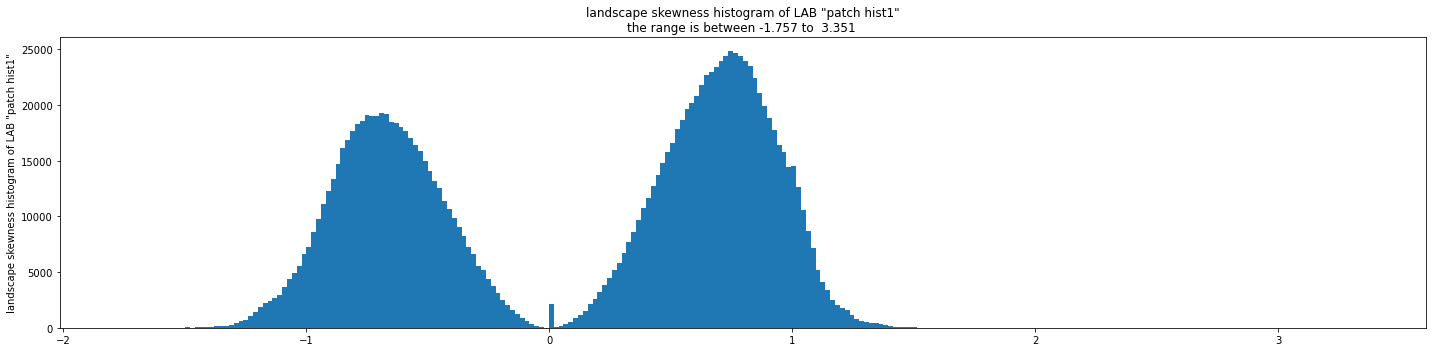 landscape skewness histogram of LAB "patch hist1"
the range is between -1.757 to  3.351
landscape skewness histogram of LAB "patch hist1"
25000
20000
15000
10000
5000
0
−2 −1 0 1 2 3